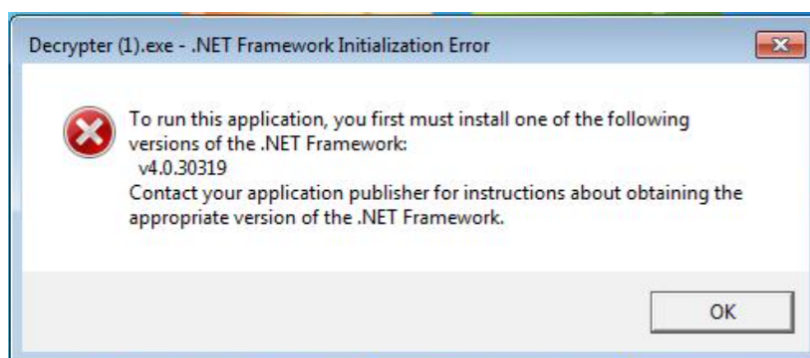 Decrypter (1).exe - .NET Framework Initialization Error
To run this application, you first must install one of the following
versions of the .NET Framework:
v4.0.30319
Contact your application publisher for instructions about obtaining the
appropriate version of the .NET Framework.
OK